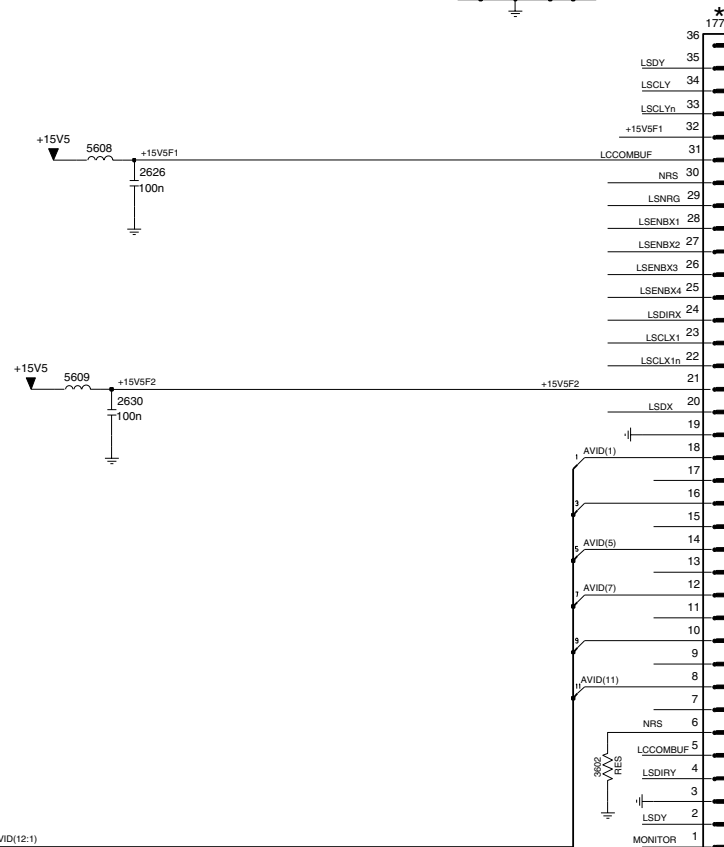 *
177
36
LSDY 35
LSCLY 34
LSCLYn 33
+15V5F1 32
+15V5 5608 +15V5F1 LCCOMBUF 31
2626
100n
NRS 30
LSNRG 29
LSENBX1 28
LSENBX2 27
LSENBX3 26
LSENBX4 25
LSDIRX 24
LSCLX1 23
LSCLX1n 22
+15V5 5609 +15V5F2 +15V5F2 21
2630
100n
LSDX 20
19
1 AVID(1) 18
17
3 16
15
5 AVID(5) 14
13
7 AVID(7) 12
11
9 10
9
11 AVID(11) 8
7
NRS 6
3602
RES
LCCOMBUF 5
LSDIRY 4
3
LSDY 2
VID(12:1)
MONITOR 1